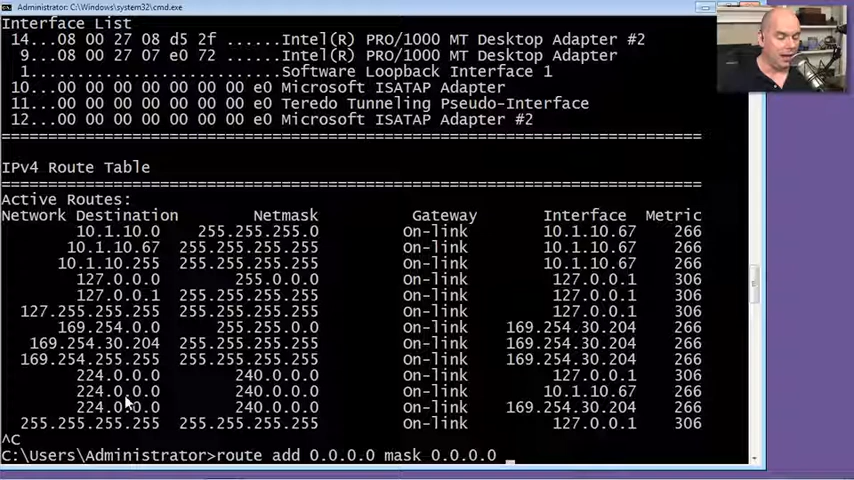 Administrator: C:\Windows\system32\cmd.exe
Interface List
14...08 00 27 08 d5 2f ......Intel(R) PRO/1000 MT Desktop Adapter #2
9...08 00 27 07 e0 72 ......Intel(R) PRO/1000 MT Desktop Adapter
1...........................Software Loopback Interface 1
10...00 00 00 00 00 00 00 e0 Microsoft ISATAP Adapter
11...00 00 00 00 00 00 00 e0 Teredo Tunneling Pseudo-Interface
12...00 00 00 00 00 00 00 e0 Microsoft ISATAP Adapter #2
===========================================================================
IPv4 Route Table
===========================================================================
Active Routes:
Network Destination        Netmask          Gateway       Interface  Metric
10.1.10.0    255.255.255.0         On-link        10.1.10.67    266
10.1.10.67  255.255.255.255         On-link        10.1.10.67    266
10.1.10.255  255.255.255.255         On-link        10.1.10.67    266
127.0.0.0        255.0.0.0         On-link         127.0.0.1    306
127.0.0.1  255.255.255.255         On-link         127.0.0.1    306
127.255.255.255  255.255.255.255         On-link         127.0.0.1    306
169.254.0.0      255.255.0.0         On-link    169.254.30.204    266
169.254.30.204  255.255.255.255         On-link    169.254.30.204    266
169.254.255.255  255.255.255.255         On-link    169.254.30.204    266
224.0.0.0        240.0.0.0         On-link         127.0.0.1    306
224.0.0.0        240.0.0.0         On-link        10.1.10.67    266
224.0.0.0        240.0.0.0         On-link    169.254.30.204    266
255.255.255.255  255.255.255.255         On-link         127.0.0.1    306
^C
C:\Users\Administrator>route add 0.0.0.0 mask 0.0.0.0 _